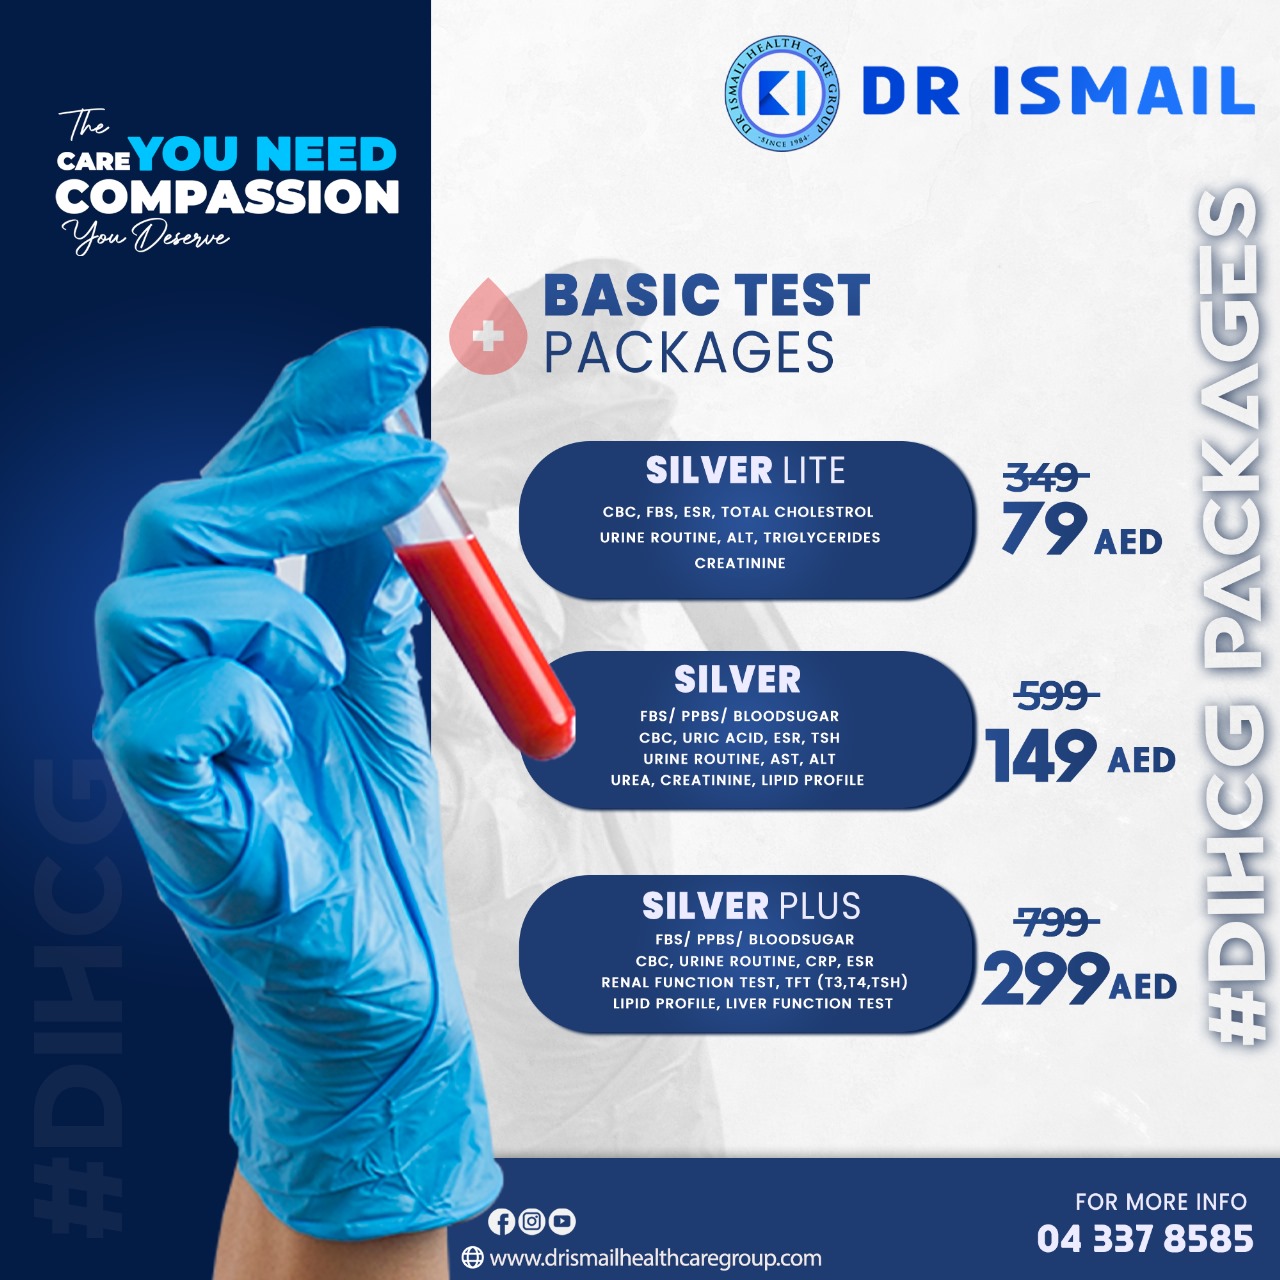 The
CARE YOU NEED
COMPASSION
You Deserve
DR ISMAIL HEALTH CARE GROUP
·SINCE 1984·
KI
DR ISMAIL
BASIC TEST
PACKAGES
SILVER LITE
CBC, FBS, ESR, TOTAL CHOLESTROL
URINE ROUTINE, ALT, TRIGLYCERIDES
CREATININE
349
79 AED
SILVER
FBS/ PPBS/ BLOODSUGAR
CBC, URIC ACID, ESR, TSH
URINE ROUTINE, AST, ALT
UREA, CREATININE, LIPID PROFILE
599
149 AED
SILVER PLUS
FBS/ PPBS/ BLOODSUGAR
CBC, URINE ROUTINE, CRP, ESR
RENAL FUNCTION TEST, TFT (T3,T4,TSH)
LIPID PROFILE, LIVER FUNCTION TEST
799
299 AED
#DIHCG PACKAGES
#DIHCG
www.drismailhealthcaregroup.com
FOR MORE INFO
04 337 8585